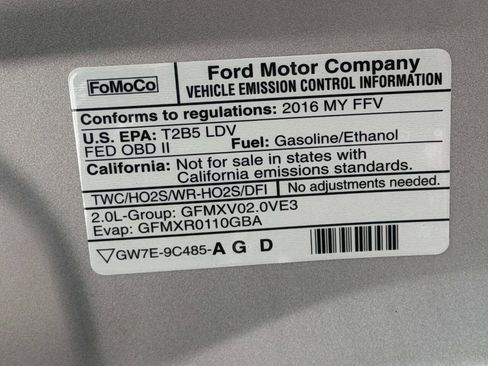 FoMoCo
Ford Motor Company
VEHICLE EMISSION CONTROL INFORMATION
Conforms to regulations: 2016 MY FFV
U.S. EPA: T2B5 LDV
FED OBD II
Fuel: Gasoline/Ethanol
California: Not for sale in states with
California emissions standards.
TWC/HO2S/WR-HO2S/DFI
No adjustments needed.
2.0L-Group: GFMXV02.0VE3
Evap: GFMXR0110GBA
GW7E-9C485-A G D